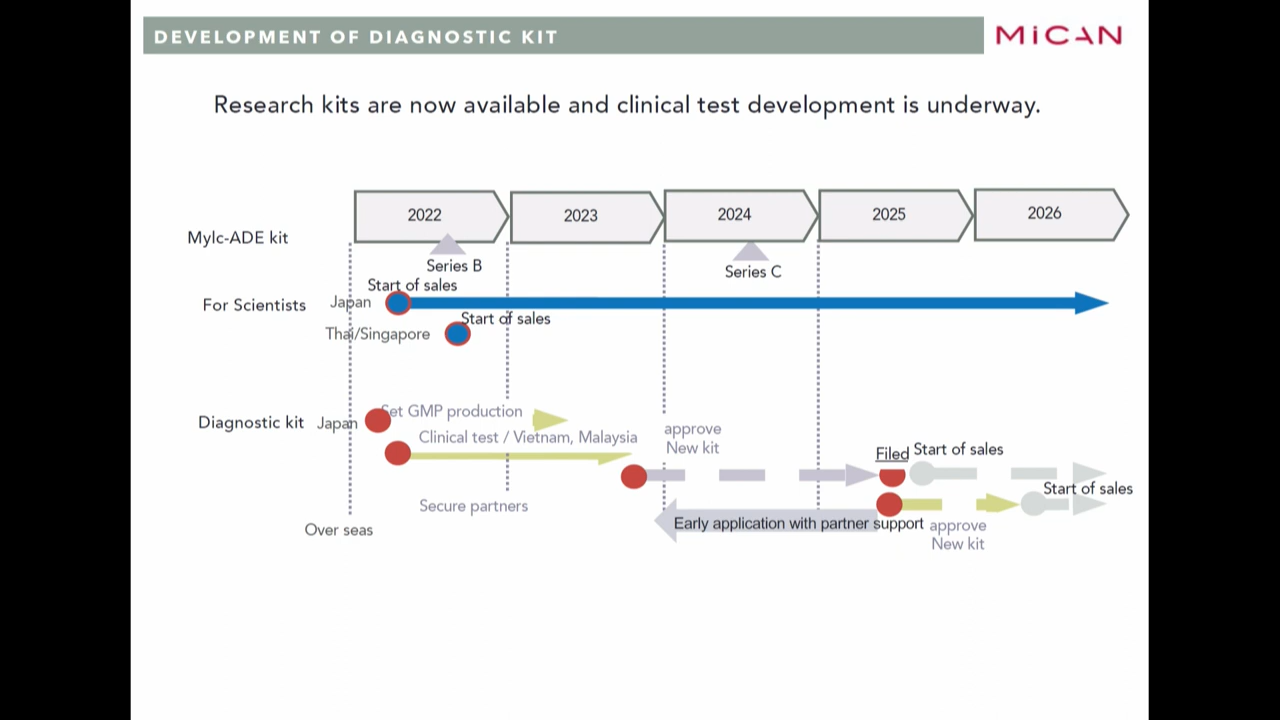 DEVELOPMENT OF DIAGNOSTIC KIT
MiCAN
Research kits are now available and clinical test development is underway.
2022
2023
2024
2025
2026
Mylc-ADE kit
Series B
Series C
Start of sales
For Scientists
Japan
Start of sales
Thai/Singapore
Diagnostic kit
Japan
Set GMP production
Clinical test / Vietnam, Malaysia
approve
New kit
Filed
Start of sales
Start of sales
Secure partners
Early application with partner support
approve
New kit
Over seas